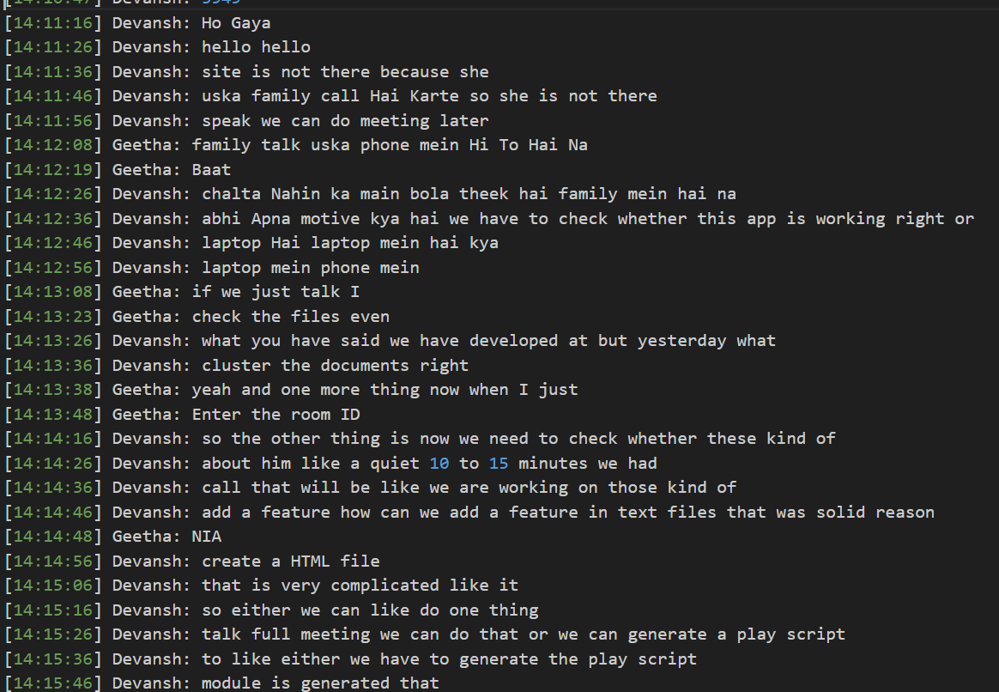 [14:11:16] Devansh: Ho Gaya
[14:11:26] Devansh: hello hello
[14:11:36] Devansh: site is not there because she
[14:11:46] Devansh: uska family call Hai Karte so she is not there
[14:11:56] Devansh: speak we can do meeting later
[14:12:08] Geetha: family talk uska phone mein Hi To Hai Na
[14:12:19] Geetha: Baat
[14:12:26] Devansh: chalta Nahin ka main bola theek hai family mein hai na
[14:12:36] Devansh: abhi Apna motive kya hai we have to check whether this app is working right or
[14:12:46] Devansh: laptop Hai laptop mein hai kya
[14:12:56] Devansh: laptop mein phone mein
[14:13:08] Geetha: if we just talk I
[14:13:23] Geetha: check the files even
[14:13:26] Devansh: what you have said we have developed at but yesterday what
[14:13:36] Devansh: cluster the documents right
[14:13:38] Geetha: yeah and one more thing now when I just
[14:13:48] Geetha: Enter the room ID
[14:14:16] Devansh: so the other thing is now we need to check whether these kind of
[14:14:26] Devansh: about him like a quiet 10 to 15 minutes we had
[14:14:36] Devansh: call that will be like we are working on those kind of
[14:14:46] Devansh: add a feature how can we add a feature in text files that was solid reason
[14:14:48] Geetha: NIA
[14:14:56] Devansh: create a HTML file
[14:15:06] Devansh: that is very complicated like it
[14:15:16] Devansh: so either we can like do one thing
[14:15:26] Devansh: talk full meeting we can do that or we can generate a play script
[14:15:36] Devansh: to like either we have to generate the play script
[14:15:46] Devansh: module is generated that